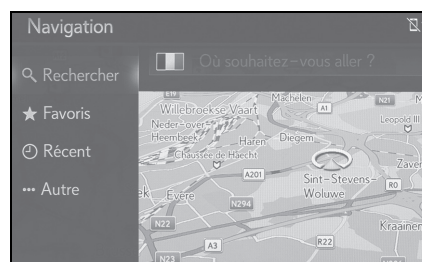 Navigation
Où souhaitez-vous aller ?
Rechercher
Favoris
Récent
Autre
E19
Machelen
A1
N21
M
Willebroekse Vaart
Leopold III
Neder-over-
Heembeek
Haren
Diegem
Chaussée de Haecht
Zaven
A201
Sint-Stevens-
Woluwe
R0
k
Evere
N294
Kraainem
N22
A3
R22
N23